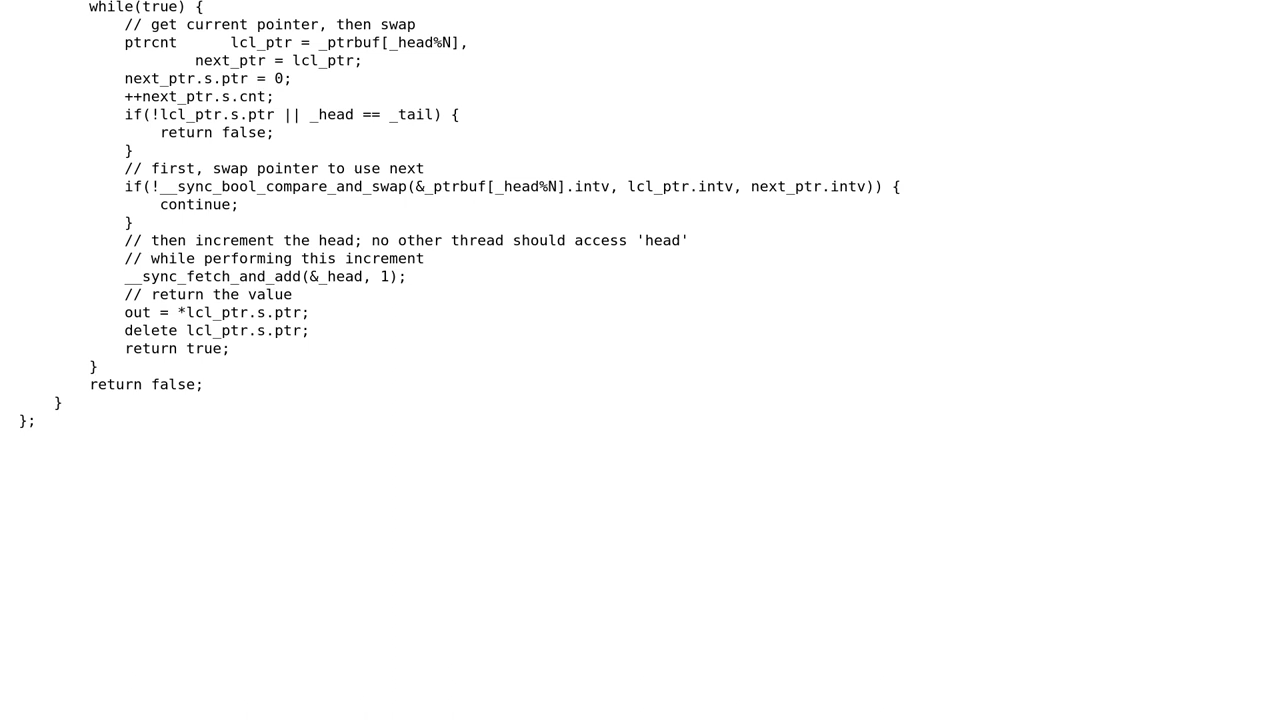 while(true) {
// get current pointer, then swap
ptrcnt      lcl_ptr = _ptrbuf[_head%N],
next_ptr = lcl_ptr;
next_ptr.s.ptr = 0;
++next_ptr.s.cnt;
if(!lcl_ptr.s.ptr || _head == _tail) {
return false;
}
// first, swap pointer to use next
if(!__sync_bool_compare_and_swap(&_ptrbuf[_head%N].intv, lcl_ptr.intv, next_ptr.intv)) {
continue;
}
// then increment the head; no other thread should access 'head'
// while performing this increment
__sync_fetch_and_add(&_head, 1);
// return the value
out = *lcl_ptr.s.ptr;
delete lcl_ptr.s.ptr;
return true;
}
return false;
}
};